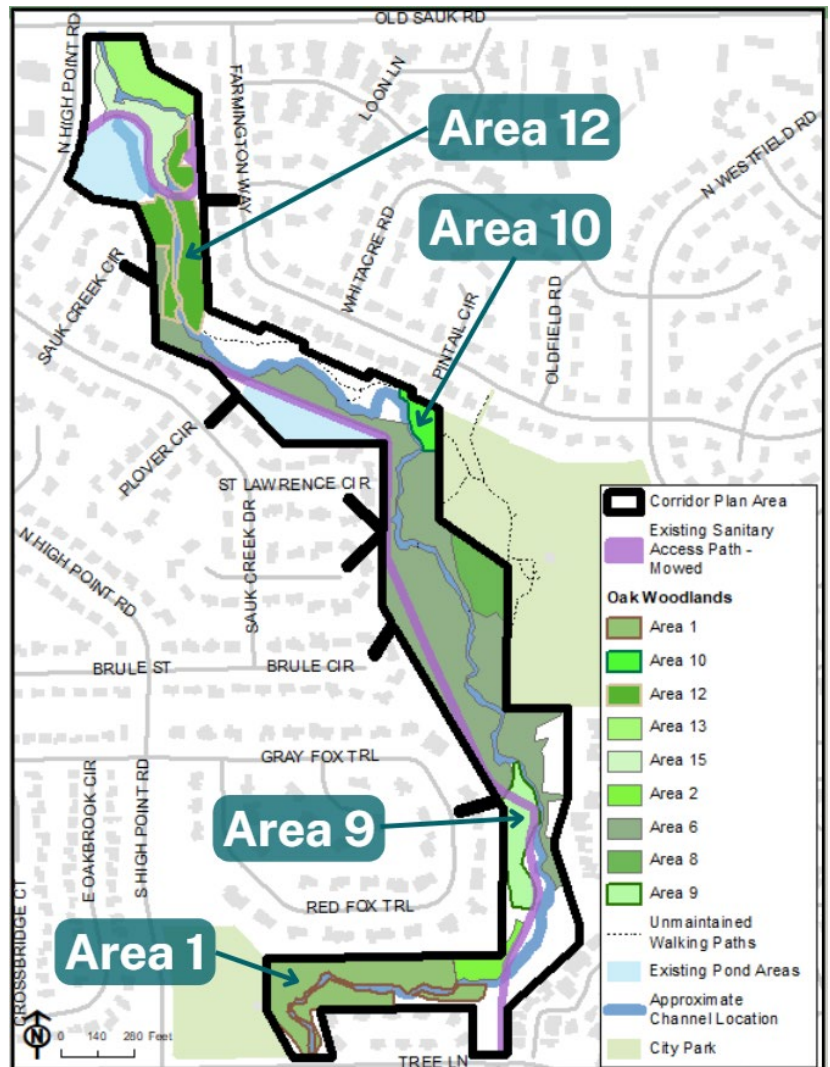 OLD SAUK RD
N HIGH POINT RD
FARMINGTON WAY
LOON LN
Area 12
N WESTFIELD RD
WHITACRE RD
Area 10
SAUK CREEK CIR
PINTAIL CIR
OLDFIELD RD
PLOVER CIR
ST LAWRENCE CIR
SAUK CREEK DR
N HIGH POINT RD
BRULE ST
BRULE CIR
GRAY FOX TRL
E OAKBROOK CIR
S HIGH POINT RD
Area 9
RED FOX TRL
CROSSBRIDGE CT
Area 1
TREE LN
N
0 140 280 Feet
Corridor Plan Area
Existing Sanitary
Access Path -
Mowed
Oak Woodlands
Area 1
Area 10
Area 12
Area 13
Area 15
Area 2
Area 6
Area 8
Area 9
Unmaintained
Walking Paths
Existing Pond Areas
Approximate
Channel Location
City Park